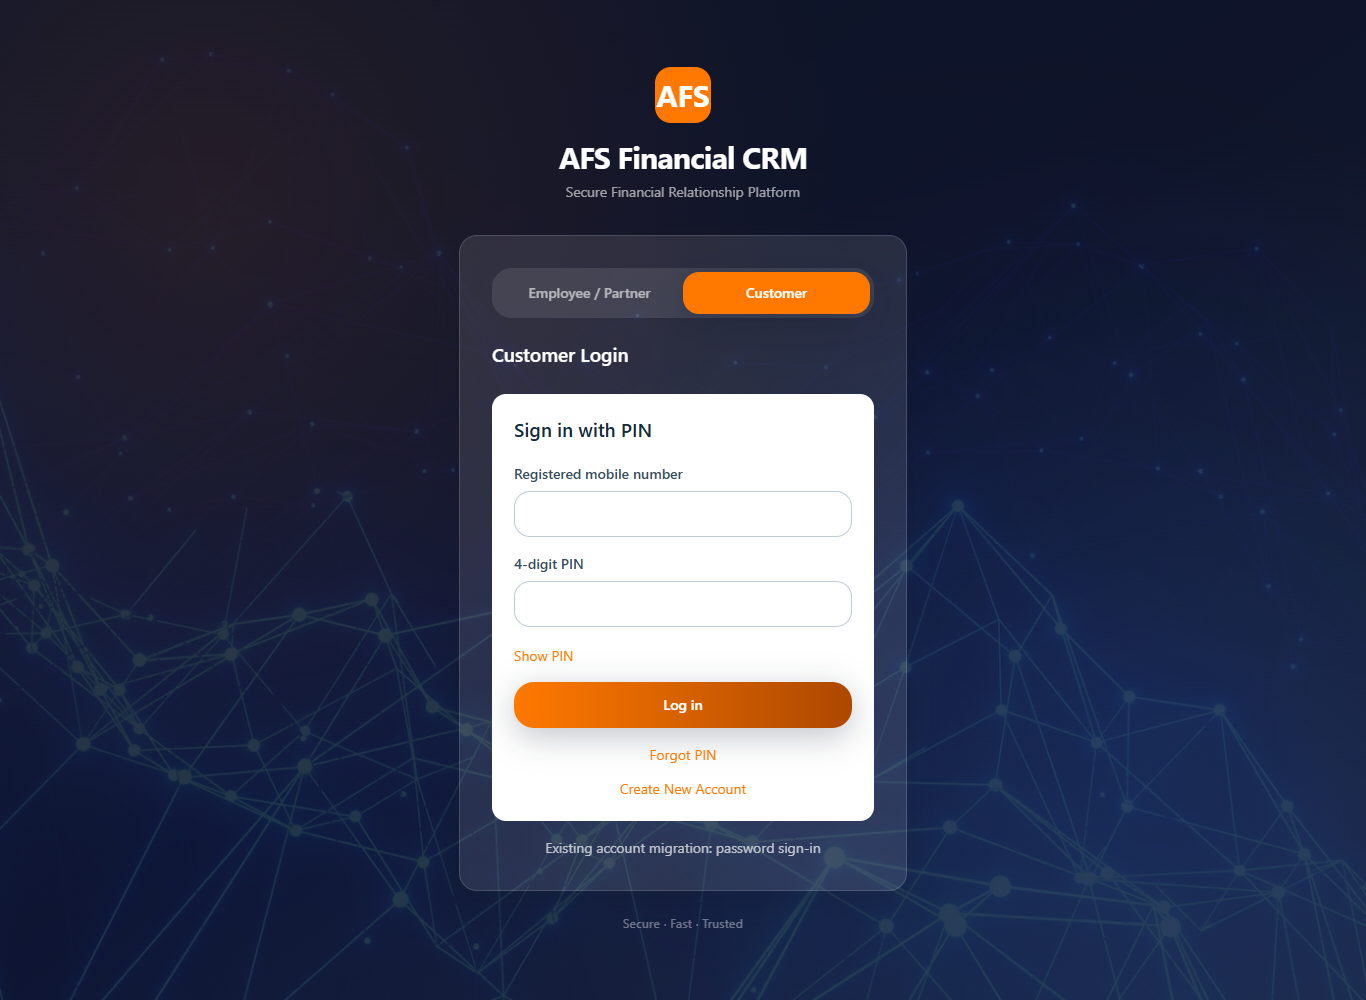 AFS
AFS Financial CRM
Secure Financial Relationship Platform
Employee / Partner
Customer
Customer Login
Sign in with PIN
Registered mobile number
4-digit PIN
Show PIN
Log in
Forgot PIN
Create New Account
Existing account migration: password sign-in
Secure · Fast · Trusted